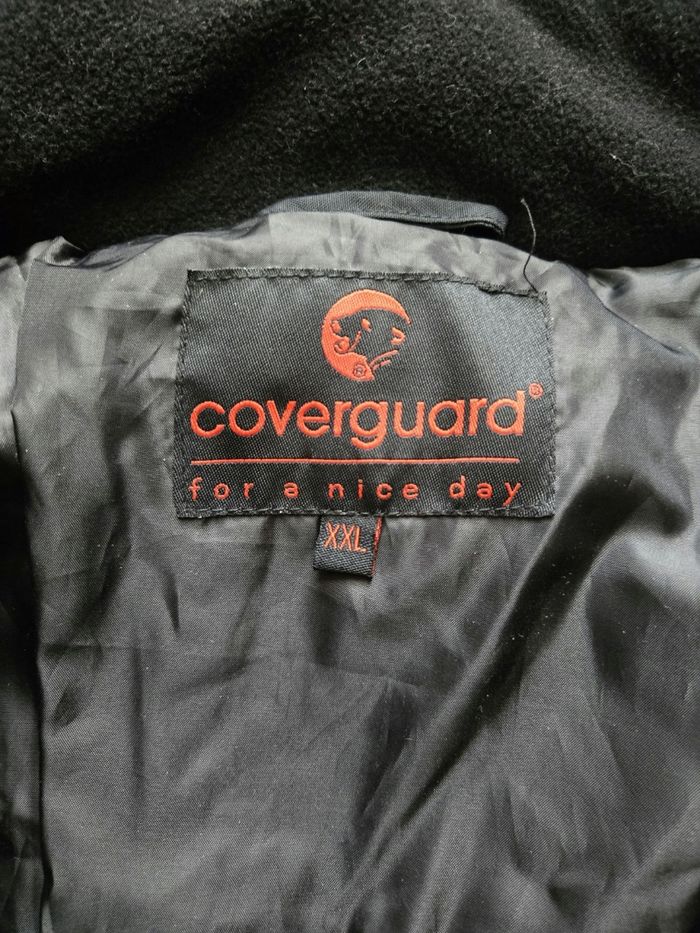 ®
coverguard®
for a nice day
XXL